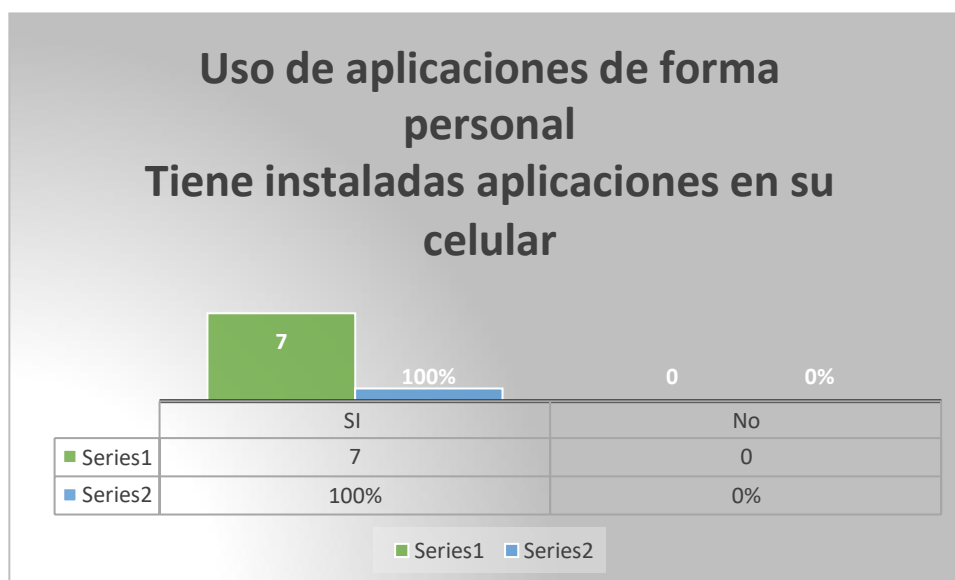 Uso de aplicaciones de forma
personal
Tiene instaladas aplicaciones en su
celular
7
100%
0
0%
SI No
Series1 7 0
Series2 100% 0%
Series1 Series2